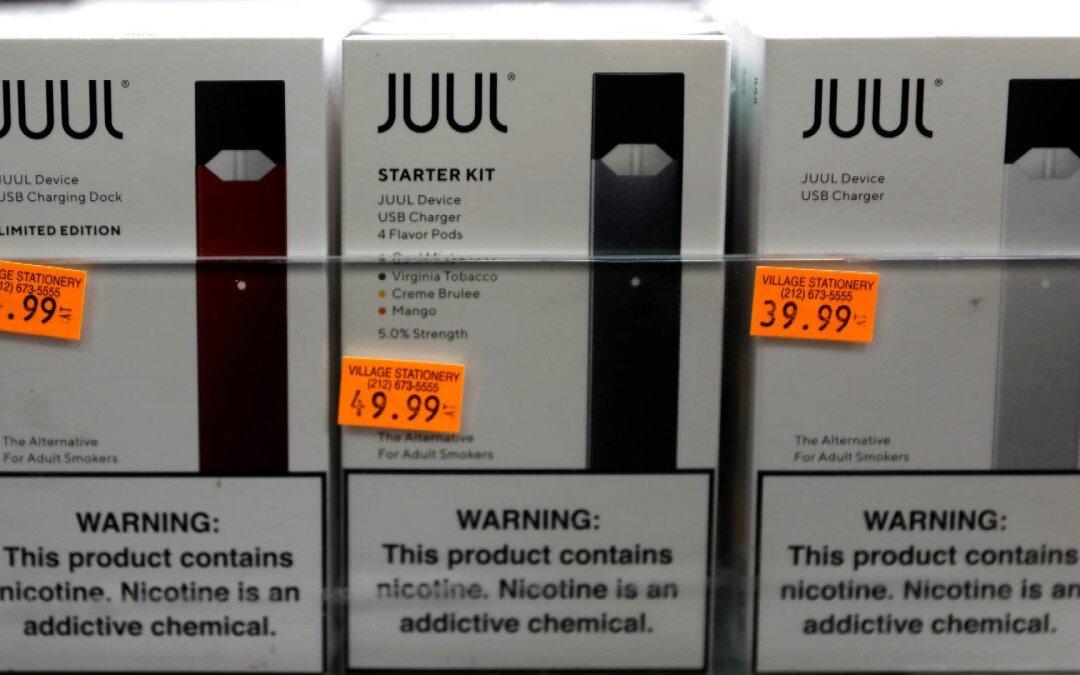 JUUL®
JUUL Device
USB Charging Dock
LIMITED EDITION
GE STATIONERY
12) 673-5555
.99
The Alternative
For Adult Smokers
WARNING:
This product contains
nicotine. Nicotine is an
addictive chemical.
JUUL®
STARTER KIT
JUUL Device
USB Charger
4 Flavor Pods
Virginia Tobacco
Creme Brulee
Mango
5.0% Strength
VILLAGE STATIONERY
(212) 673-5555
49.99
The Alternative
For Adult Smokers
WARNING:
This product contains
nicotine. Nicotine is an
addictive chemical.
JUUL®
JUUL Device
USB Charger
VILLAGE STATIONERY
(212) 673-5555
39.99
The Alternative
For Adult Smokers
WARNING:
This product contains
nicotine. Nicotine is an
addictive chemical.